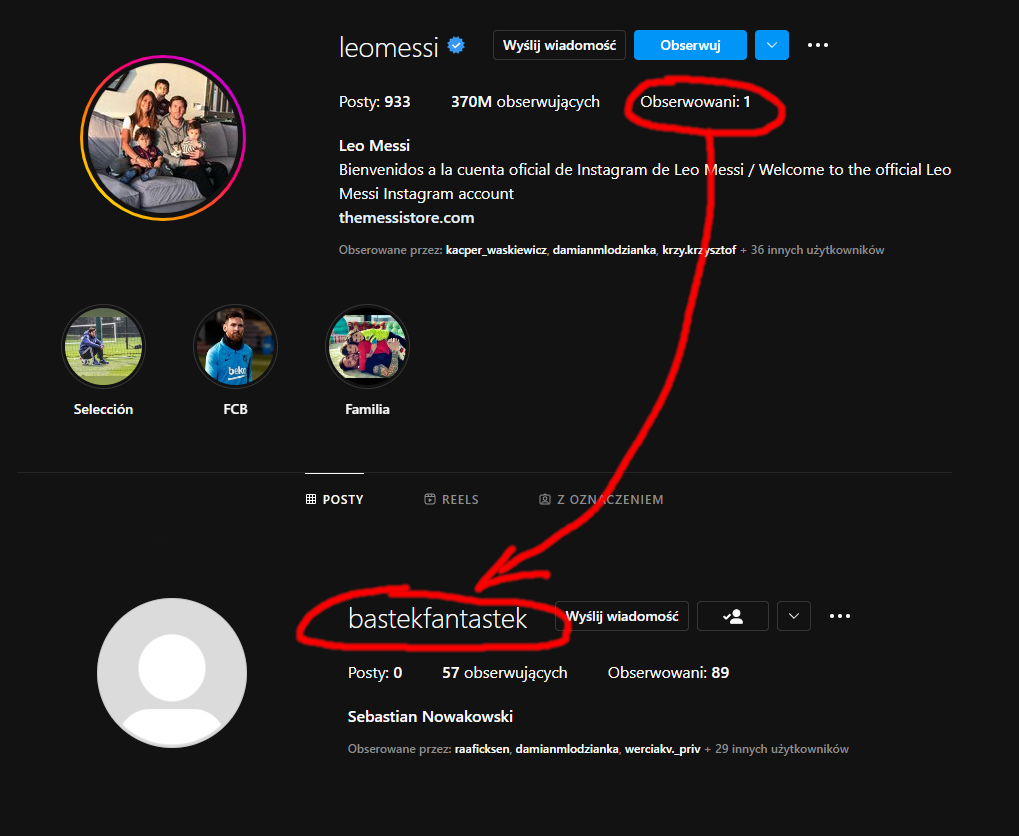 leomessi Wyślij wiadomość Obserwuj
Posty: 933 370M obserwujących Obserwowani: 1
Leo Messi
Bienvenidos a la cuenta oficial de Instagram de Leo Messi / Welcome to the official Leo
Messi Instagram account
themessistore.com
Obserowane przez: kacper_waskiewicz, damianmlodzianka, krzy.krzysztof + 36 innych użytkowników
beko
Selección FCB Familia
POSTY REELS Z OZNACZENIEM
bastekfantastek Wyślij wiadomość
Posty: 0 57 obserwujących Obserwowani: 89
Sebastian Nowakowski
Obserowane przez: raaficksen, damianmlodzianka, werciakv._priv + 29 innych użytkowników